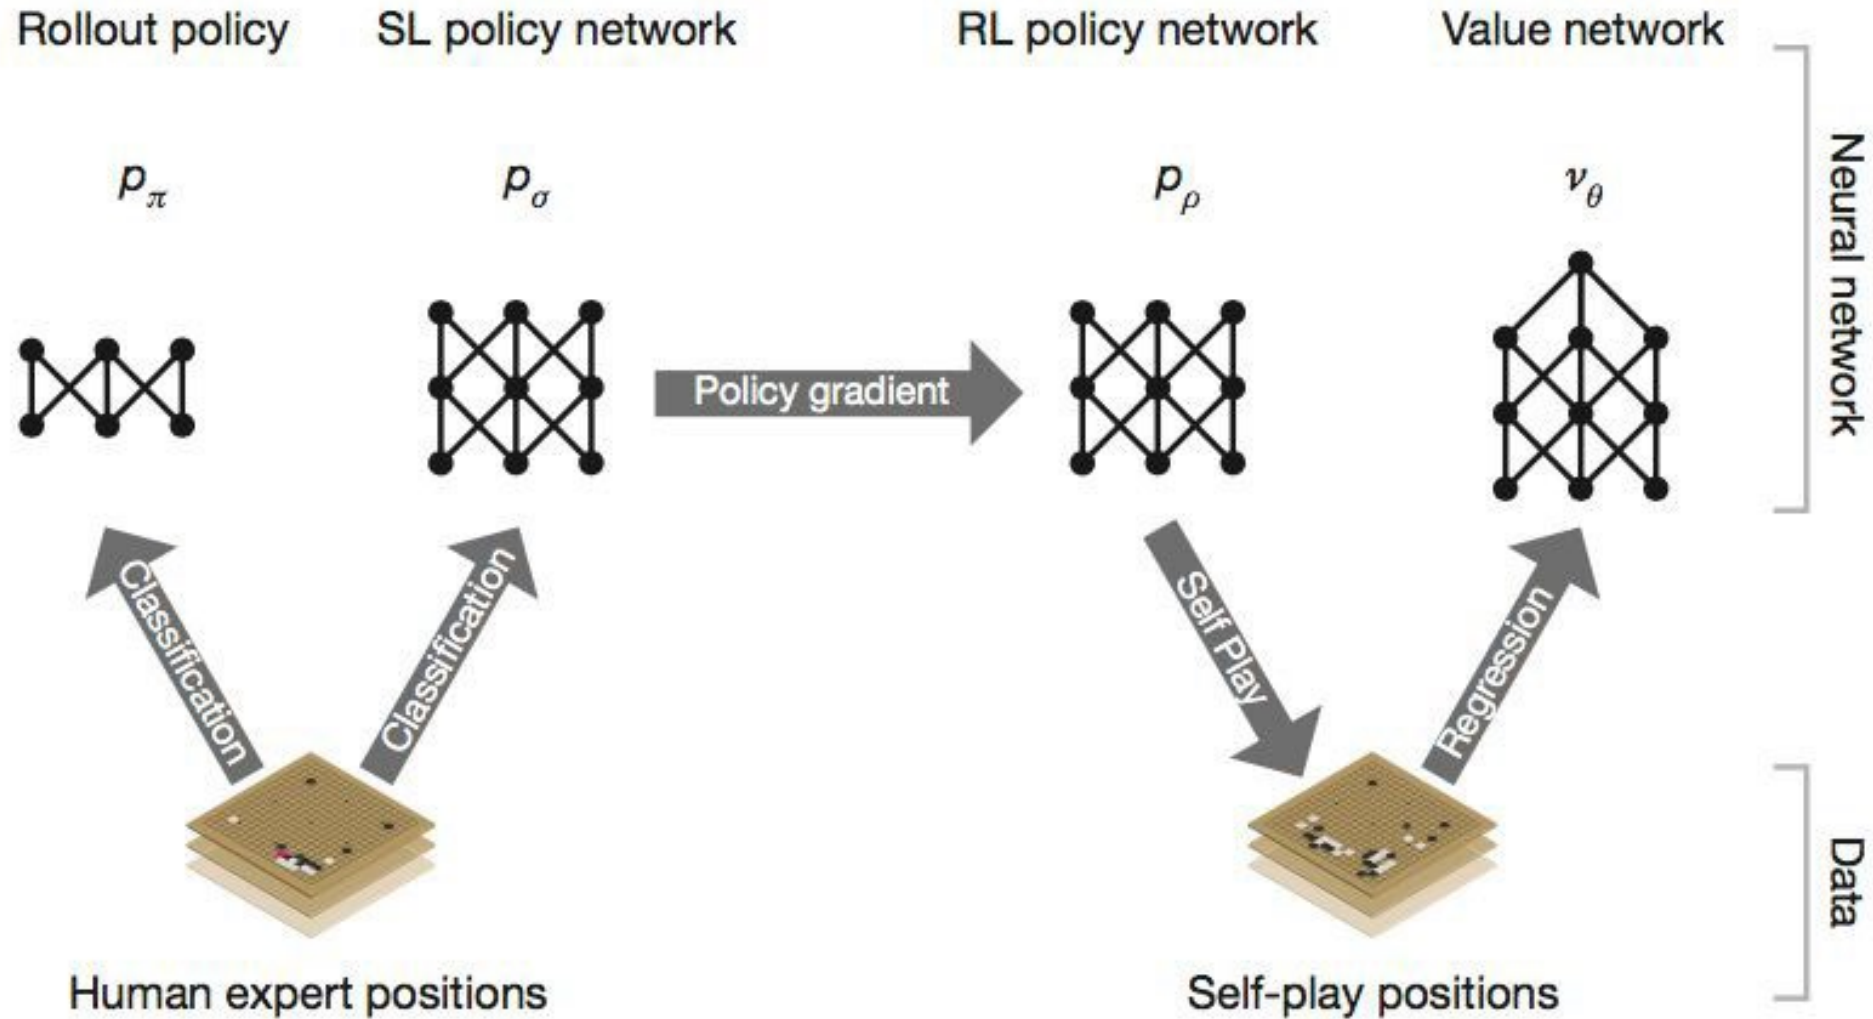 Rollout policy
SL policy network
RL policy network
Value network
pπ
pσ
pρ
νθ
Neural network
Policy gradient
Classification
Classification
Self Play
Regression
Data
Human expert positions
Self-play positions